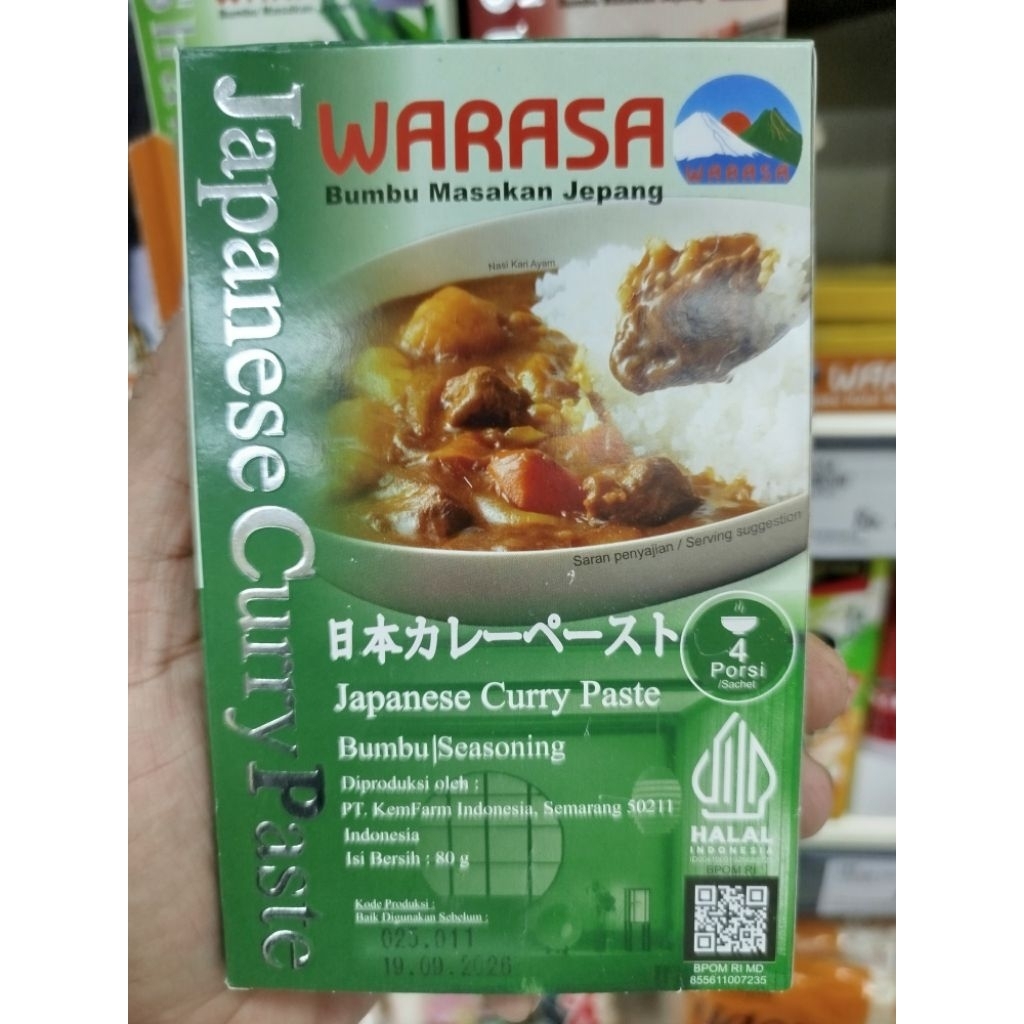 Japanese Curry Paste
WARASA
WARASA
Bumbu Masakan Jepang
Nasi Kari Ayam
Saran penyajian / Serving suggestion
日本カレーペースト
4
Porsi
/Sachet
Japanese Curry Paste
Bumbu|Seasoning
Diproduksi oleh :
PT. KemFarm Indonesia, Semarang 50211
Indonesia
Isi Bersih : 80 g
HALAL
INDONESIA
BPOM RI
Kode Produksi :
Baik Digunakan Sebelum :
023.011
19.09.2026
BPOM RI MD
855611007235